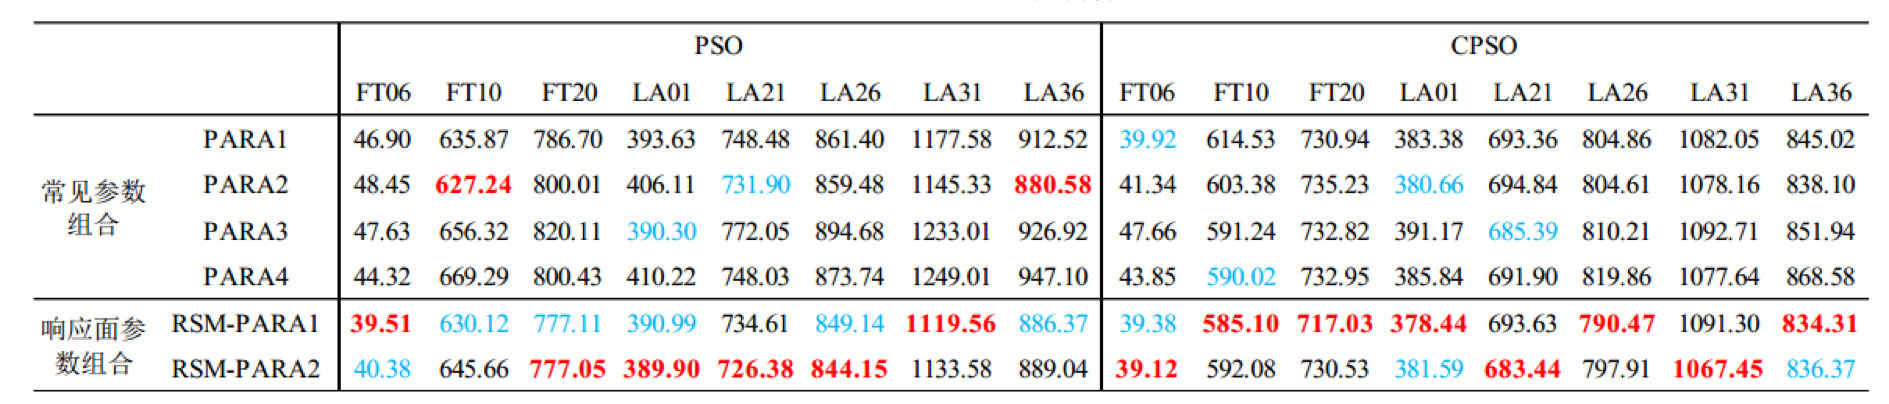 PSO CPSO
FT06 FT10 FT20 LA01 LA21 LA26 LA31 LA36 FT06 FT10 FT20 LA01 LA21 LA26 LA31 LA36
常见参数组合
PARA1 46.90 635.87 786.70 393.63 748.48 861.40 1177.58 912.52 39.92 614.53 730.94 383.38 693.36 804.86 1082.05 845.02
PARA2 48.45 627.24 800.01 406.11 731.90 859.48 1145.33 880.58 41.34 603.38 735.23 380.66 694.84 804.61 1078.16 838.10
PARA3 47.63 656.32 820.11 390.30 772.05 894.68 1233.01 926.92 47.66 591.24 732.82 391.17 685.39 810.21 1092.71 851.94
PARA4 44.32 669.29 800.43 410.22 748.03 873.74 1249.01 947.10 43.85 590.02 732.95 385.84 691.90 819.86 1077.64 868.58
响应面参数组合
RSM-PARA1 39.51 630.12 777.11 390.99 734.61 849.14 1119.56 886.37 39.38 585.10 717.03 378.44 693.63 790.47 1091.30 834.31
RSM-PARA2 40.38 645.66 777.05 389.90 726.38 844.15 1133.58 889.04 39.12 592.08 730.53 381.59 683.44 797.91 1067.45 836.37